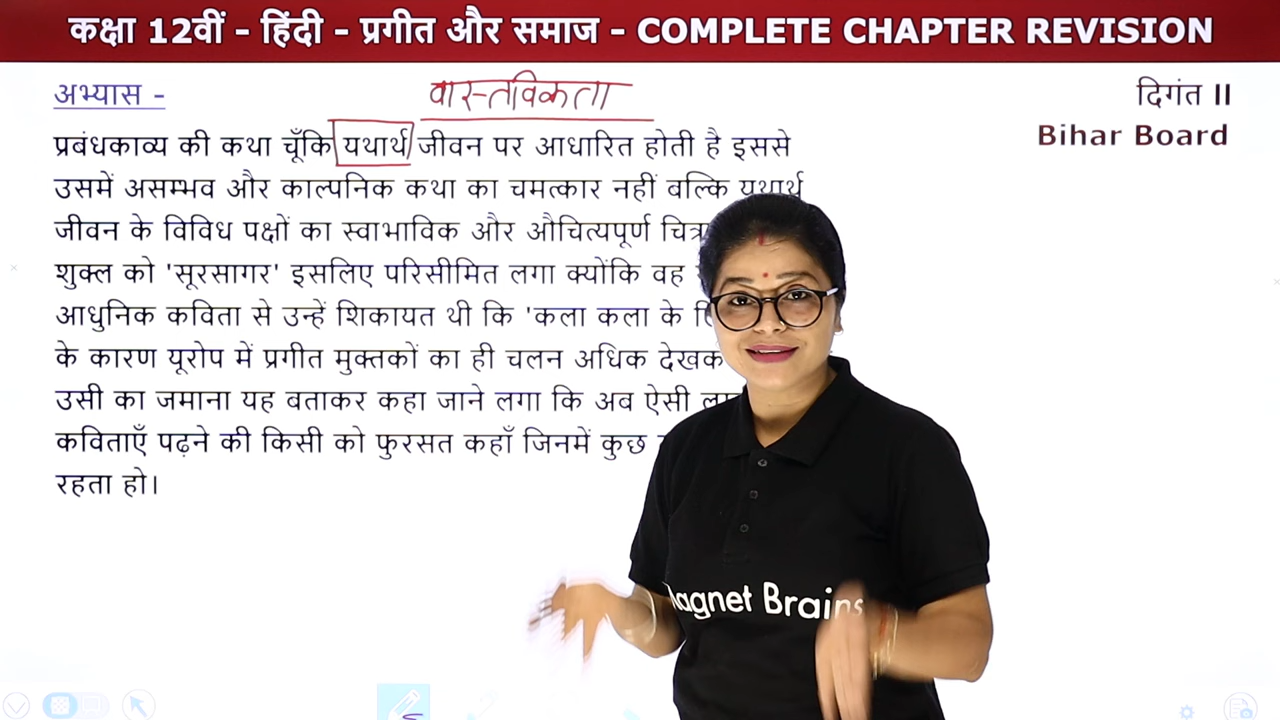 कक्षा 12वीं - हिंदी - प्रगीत और समाज - COMPLETE CHAPTER REVISION
अभ्यास -
वास्तविकता
दिगंत II
Bihar Board
प्रबंधकाव्य की कथा चूँकि यथार्थ जीवन पर आधारित होती है इससे
उसमें असम्भव और काल्पनिक कथा का चमत्कार नहीं बल्कि यथार्थ
जीवन के विविध पक्षों का स्वाभाविक और औचित्यपूर्ण
शुक्ल को 'सूरसागर' इसलिए परिसीमित लगा क्योंकि वह
आधुनिक कविता से उन्हें शिकायत थी कि 'कला कला के
के कारण यूरोप में प्रगीत मुक्तकों का ही चलन अधिक
उसी का जमाना यह बताकर कहा जाने लगा कि अब ऐसी
कविताएँ पढ़ने की किसी को फुरसत कहाँ जिनमें कुछ
रहता हो।
Magnet Brains